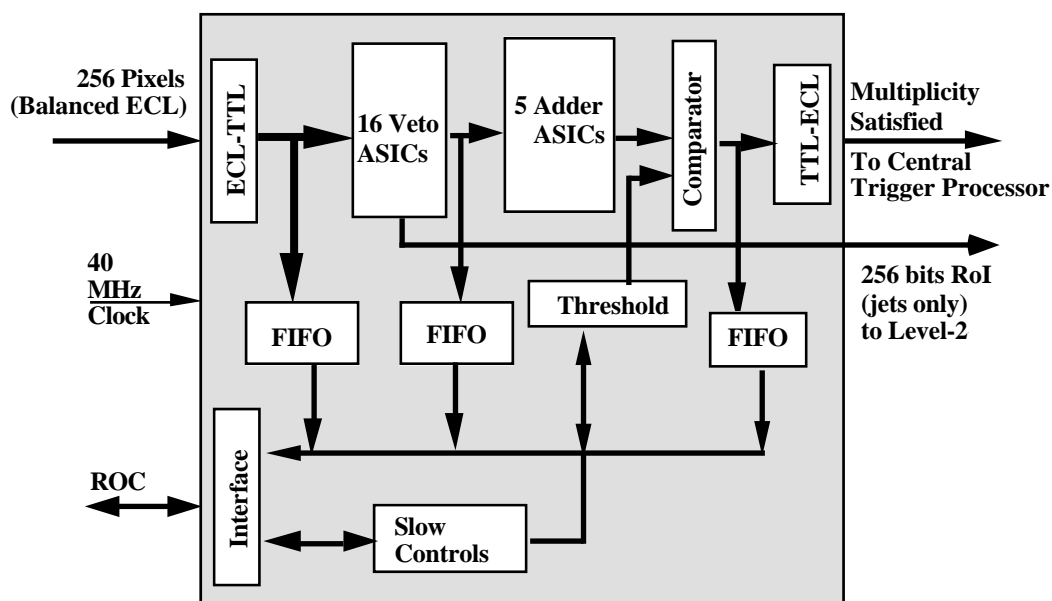 256 Pixels
(Balanced ECL)
ECL-TTL
16 Veto
ASICs
5 Adder
ASICs
Comparator
TTL-ECL
Multiplicity
Satisfied
To Central
Trigger Processor
40
MHz
Clock
FIFO
FIFO
Threshold
FIFO
256 bits RoI
(jets only)
to Level-2
ROC
Interface
Slow
Controls